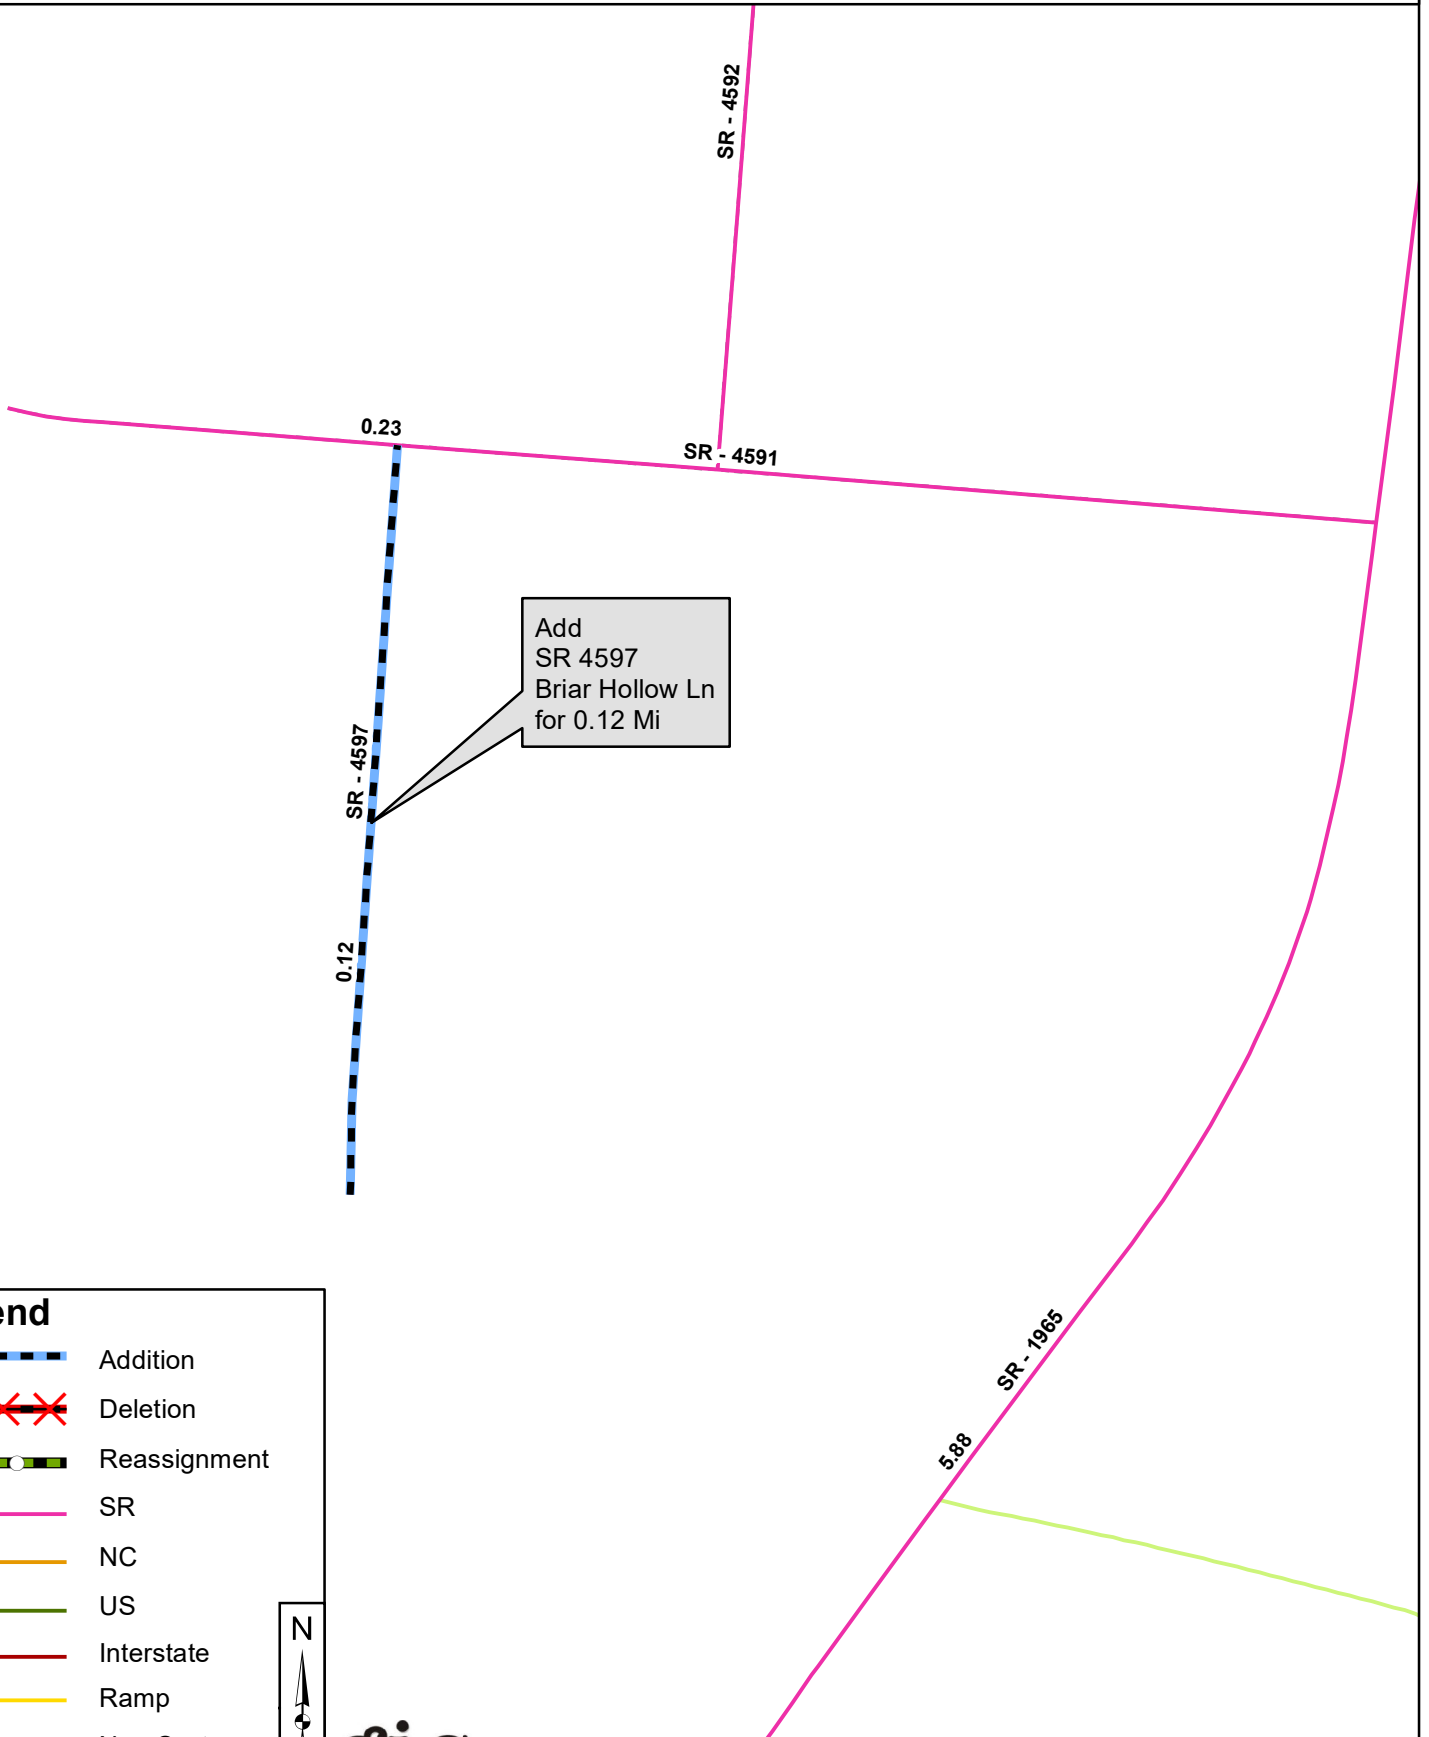 SR - 4592
0.23
SR - 4591
Add
SR 4597
Briar Hollow Ln
for 0.12 Mi
SR - 4597
0.12
SR - 1965
5.88
end
Addition
Deletion
Reassignment
SR
NC
US
Interstate
Ramp
N